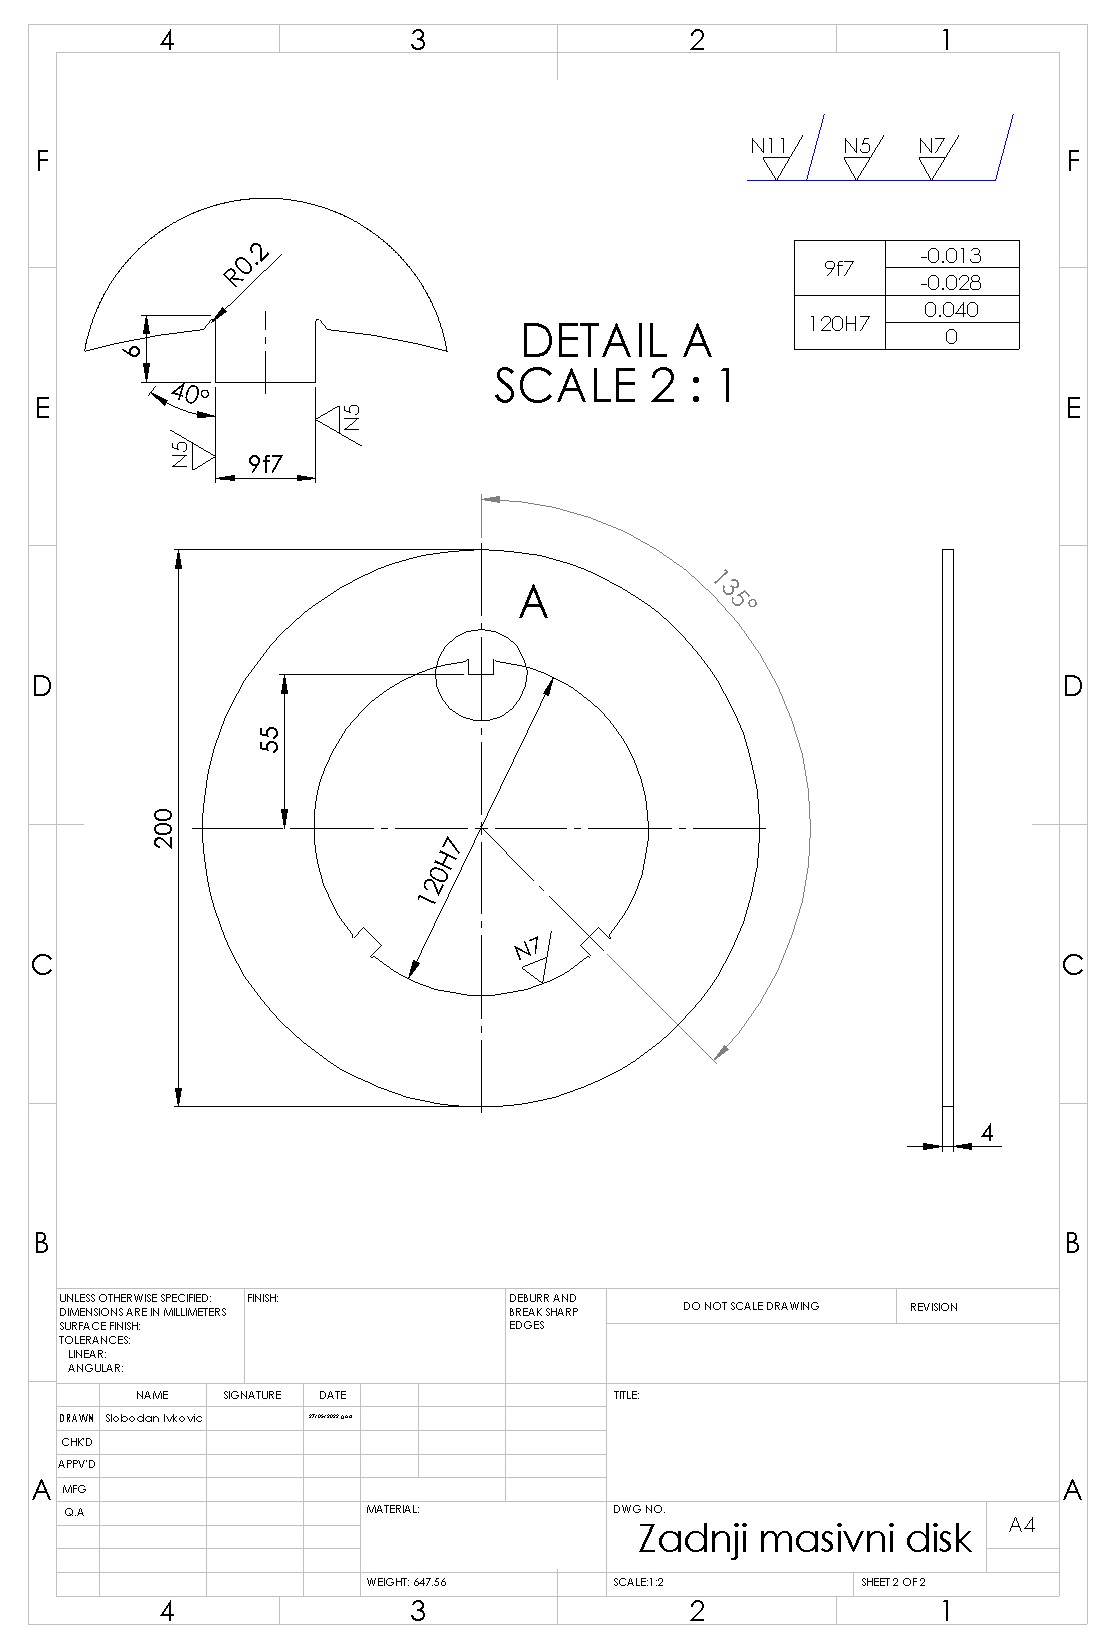 4 3 2 1
F F
N11 N5 N7
9f7 -0.013
-0.028
120H7 0.040
0
R0.2
6
40°
N5
N5
9f7
DETAIL A
SCALE 2 : 1
E E
135°
A
D D
55
200
120H7
N7
C C
4
B B
UNLESS OTHERWISE SPECIFIED:
DIMENSIONS ARE IN MILLIMETERS
SURFACE FINISH:
TOLERANCES:
LINEAR:
ANGULAR:
FINISH:
DEBURR AND
BREAK SHARP
EDGES
DO NOT SCALE DRAWING
REVISION
NAME SIGNATURE DATE
TITLE:
DRAWN Slobodan Ivkovic
CHK'D
APPV'D
MFG
Q.A
A A
MATERIAL:
DWG NO.
Zadnji masivni disk
A4
WEIGHT: 647.56
SCALE:1:2
SHEET 2 OF 2
4 3 2 1